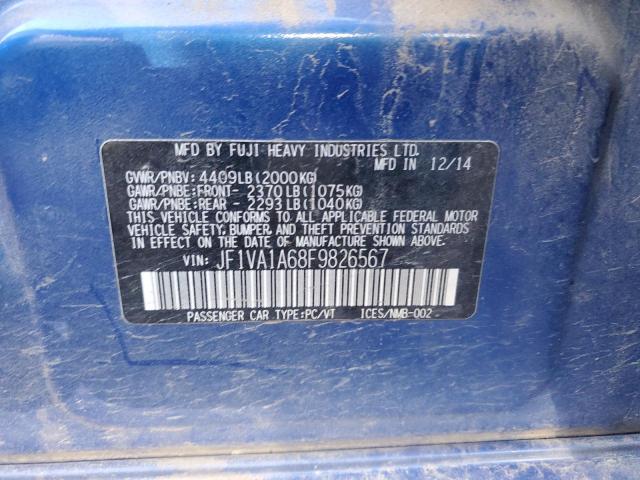 MFD BY FUJI HEAVY INDUSTRIES LTD.
MFD IN 12/14
GVWR/PNBV: 4409LB(2000KG)
GAWR/PNBE:FRONT- 2370LB(1075KG)
GAWR/PNBE:REAR - 2293LB(1040KG)
THIS VEHICLE CONFORMS TO ALL APPLICABLE FEDERAL MOTOR
VEHICLE SAFETY, BUMPER, AND THEFT PREVENTION STANDARDS
IN EFFECT ON THE DATE OF MANUFACTURE SHOWN ABOVE.
VIN: JF1VA1A68F9826567
PASSENGER CAR TYPE:PC/VT ICES/NMB-002